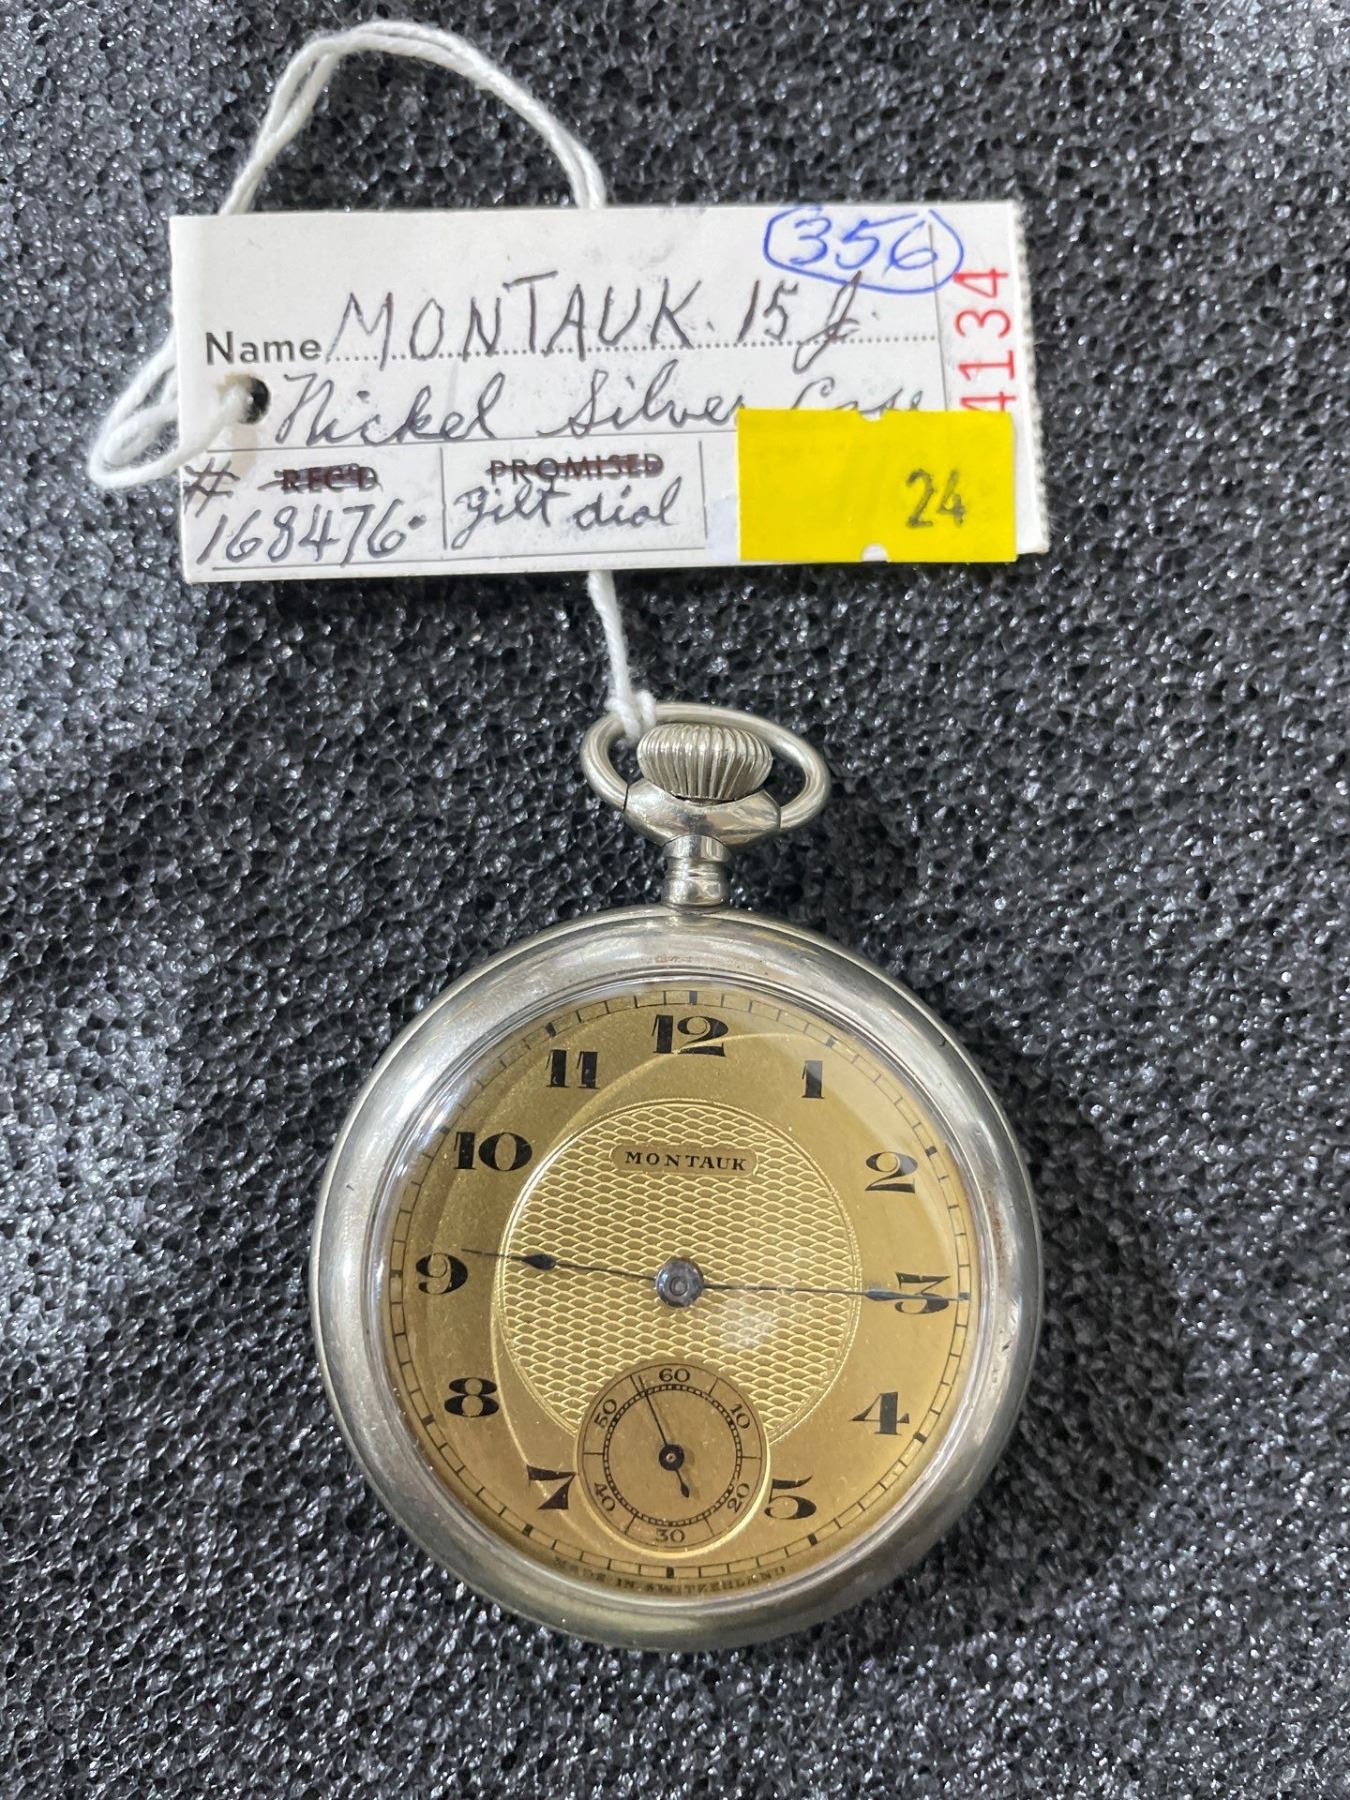 356
Name MONTAUK. 15 J.
4134
Nickel Silver Case
# REC'D PROMISED
168476 Gilt dial
24
12
11 1
10 2
MONTAUK
9 3
8 4
7 5
60
50 10
40 20
30
MADE IN SWITZERLAND